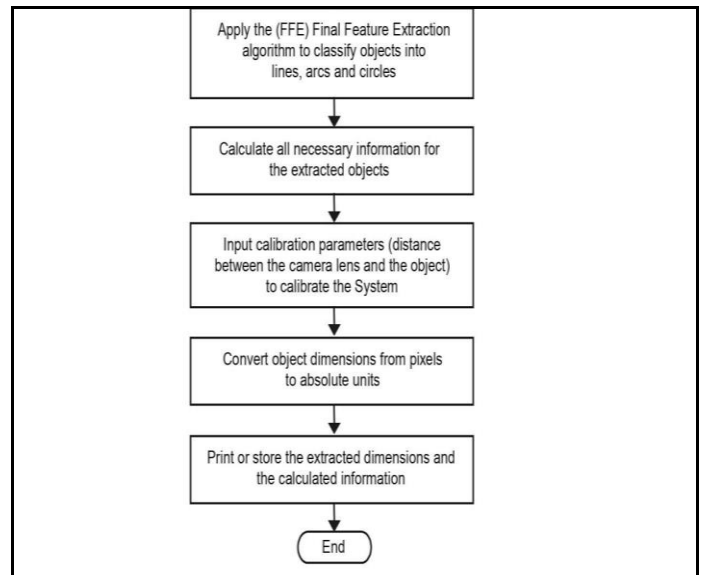 Apply the (FFE) Final Feature Extraction
algorithm to classify objects into
lines, arcs and circles
Calculate all necessary information for
the extracted objects
Input calibration parameters (distance
between the camera lens and the object)
to calibrate the System
Convert object dimensions from pixels
to absolute units
Print or store the extracted dimensions and
the calculated information
End